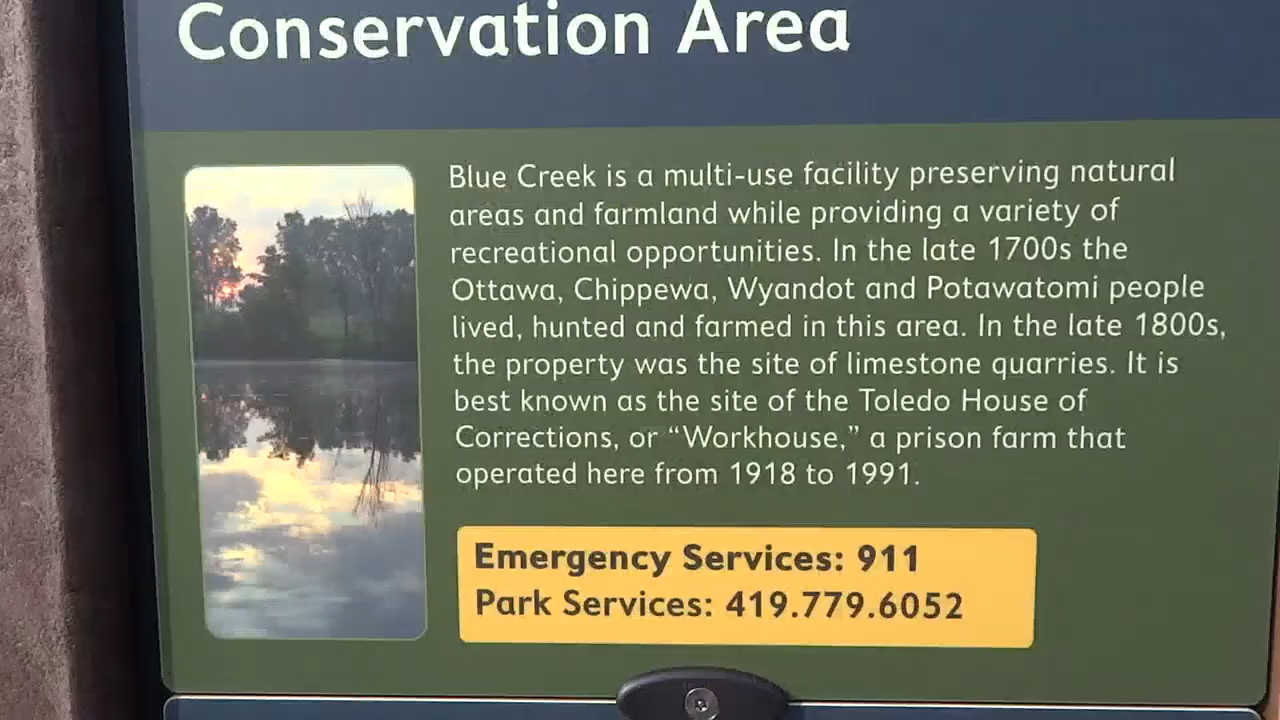 Conservation Area
Blue Creek is a multi-use facility preserving natural
areas and farmland while providing a variety of
recreational opportunities. In the late 1700s the
Ottawa, Chippewa, Wyandot and Potawatomi people
lived, hunted and farmed in this area. In the late 1800s,
the property was the site of limestone quarries. It is
best known as the site of the Toledo House of
Corrections, or “Workhouse,” a prison farm that
operated here from 1918 to 1991.
Emergency Services: 911
Park Services: 419.779.6052